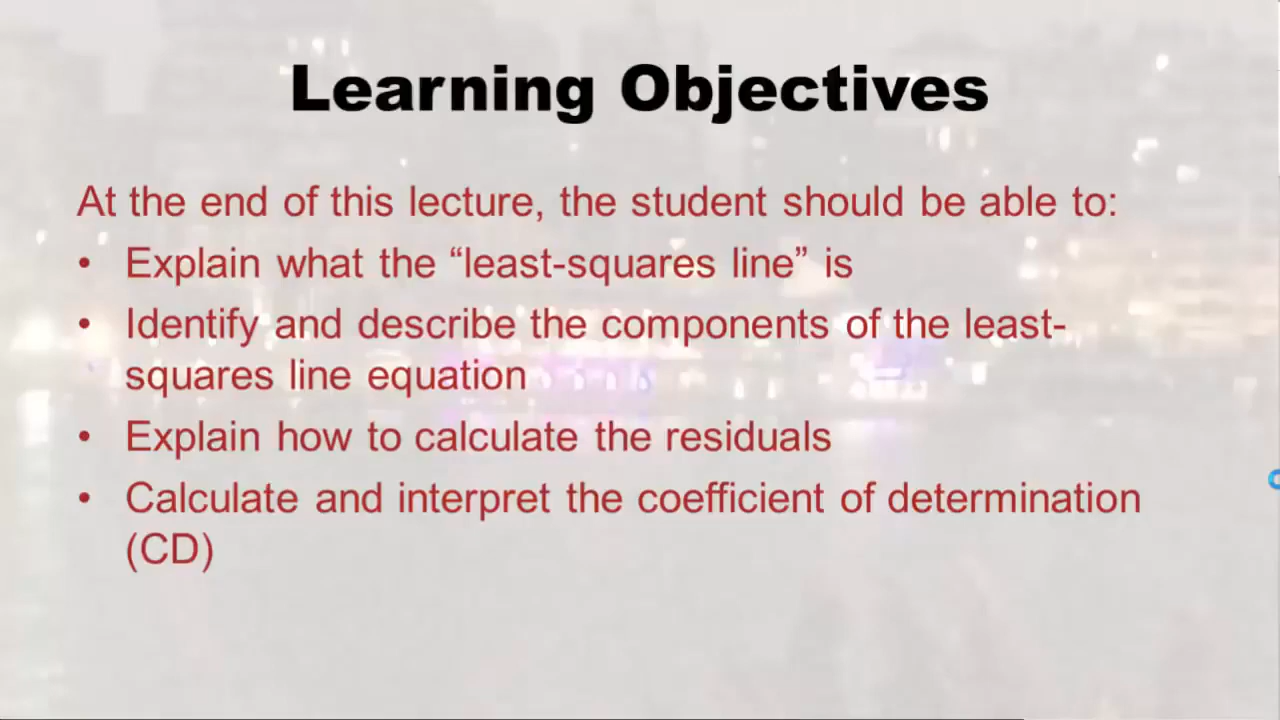 Learning Objectives
At the end of this lecture, the student should be able to:
• Explain what the “least-squares line” is
• Identify and describe the components of the least-
squares line equation
• Explain how to calculate the residuals
• Calculate and interpret the coefficient of determination
(CD)